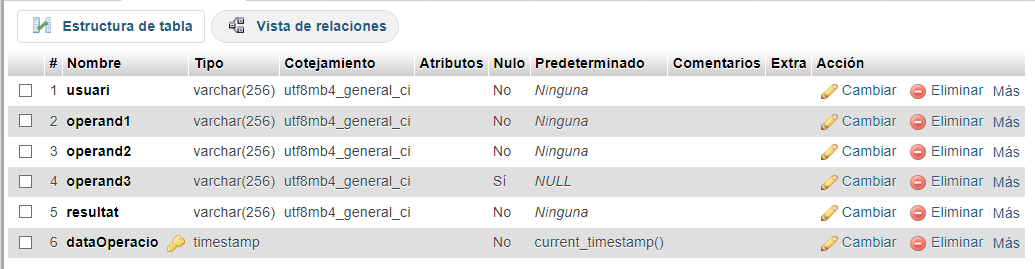 Estructura de tabla Vista de relaciones
# Nombre Tipo Cotejamiento Atributos Nulo Predeterminado Comentarios Extra Acción
1 usuari varchar(256) utf8mb4_general_ci No Ninguna Cambiar Eliminar Más
2 operand1 varchar(256) utf8mb4_general_ci No Ninguna Cambiar Eliminar Más
3 operand2 varchar(256) utf8mb4_general_ci No Ninguna Cambiar Eliminar Más
4 operand3 varchar(256) utf8mb4_general_ci Sí NULL Cambiar Eliminar Más
5 resultat varchar(256) utf8mb4_general_ci No Ninguna Cambiar Eliminar Más
6 dataOperacio timestamp No current_timestamp() Cambiar Eliminar Más